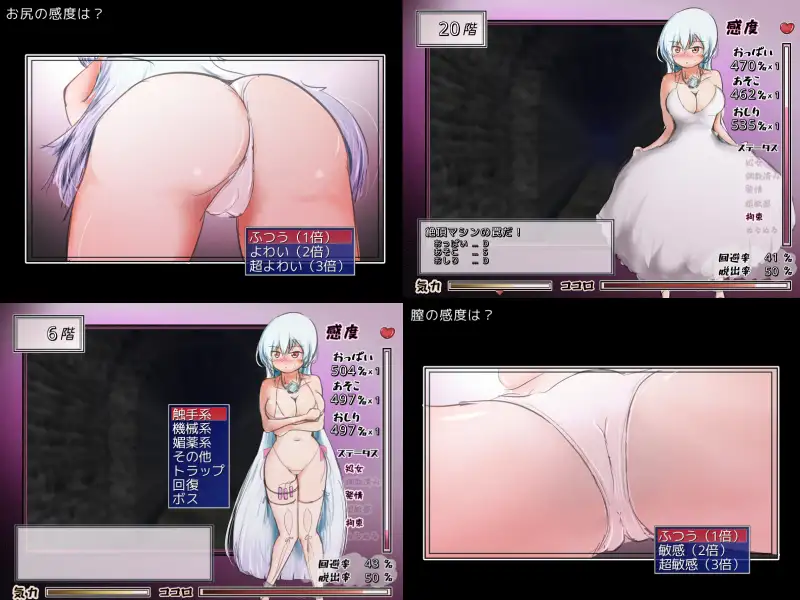 お尻の感度は？
ふつう（1倍）
よわい（2倍）
超よわい（3倍）
20階
感度
おっぱい
470%×1
あそこ
462%×1
おしり
535%×1
ステータス
処女
発情
拘束
絶頂マシンの罠だ！
おっぱい … D
あそこ … S
おしり … D
回避率 41 %
脱出率 50 %
気力
ココロ
6階
感度
おっぱい
504%×1
あそこ
497%×1
おしり
497%×1
ステータス
処女
発情
拘束
触手系
機械系
媚薬系
その他
トラップ
回復
ボス
回避率 43 %
脱出率 50 %
気力
ココロ
膣の感度は？
ふつう（1倍）
敏感（2倍）
超敏感（3倍）